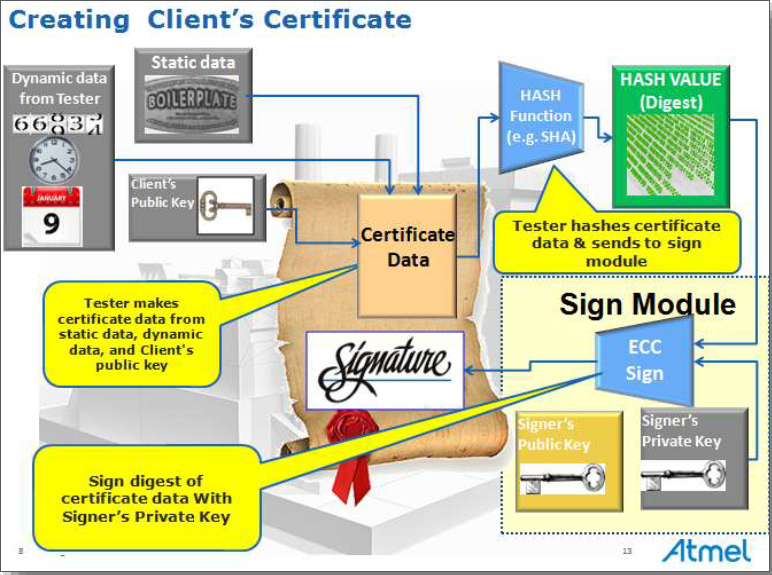 Creating Client's Certificate
Dynamic data
from Tester
JANUARY
9
Static data
BOILERPLATE
Client's
Public Key
Certificate
Data
HASH
Function
(e.g. SHA)
HASH VALUE
(Digest)
Tester hashes certificate
data & sends to sign
module
Tester makes
certificate data from
static data, dynamic
data, and Client's
public key
Signature
Sign Module
ECC
Sign
Signer's
Public Key
Signer's
Private Key
Sign digest of
certificate data With
Signer's Private Key
8
13
Atmel